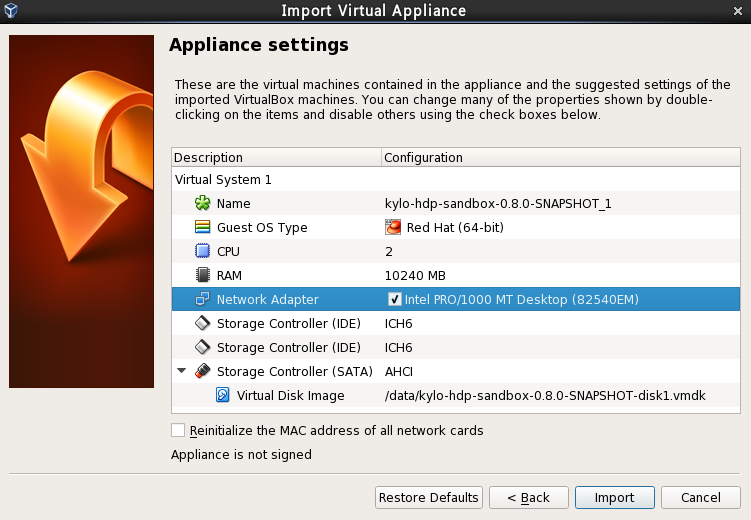 Import Virtual Appliance
Appliance settings
These are the virtual machines contained in the appliance and the suggested settings of the
imported VirtualBox machines. You can change many of the properties shown by double-
clicking on the items and disable others using the check boxes below.
Description Configuration
Virtual System 1
Name kylo-hdp-sandbox-0.8.0-SNAPSHOT_1
Guest OS Type Red Hat (64-bit)
CPU 2
RAM 10240 MB
Network Adapter Intel PRO/1000 MT Desktop (82540EM)
Storage Controller (IDE) ICH6
Storage Controller (IDE) ICH6
Storage Controller (SATA) AHCI
Virtual Disk Image /data/kylo-hdp-sandbox-0.8.0-SNAPSHOT-disk1.vmdk
Reinitialize the MAC address of all network cards
Appliance is not signed
Restore Defaults < Back Import Cancel